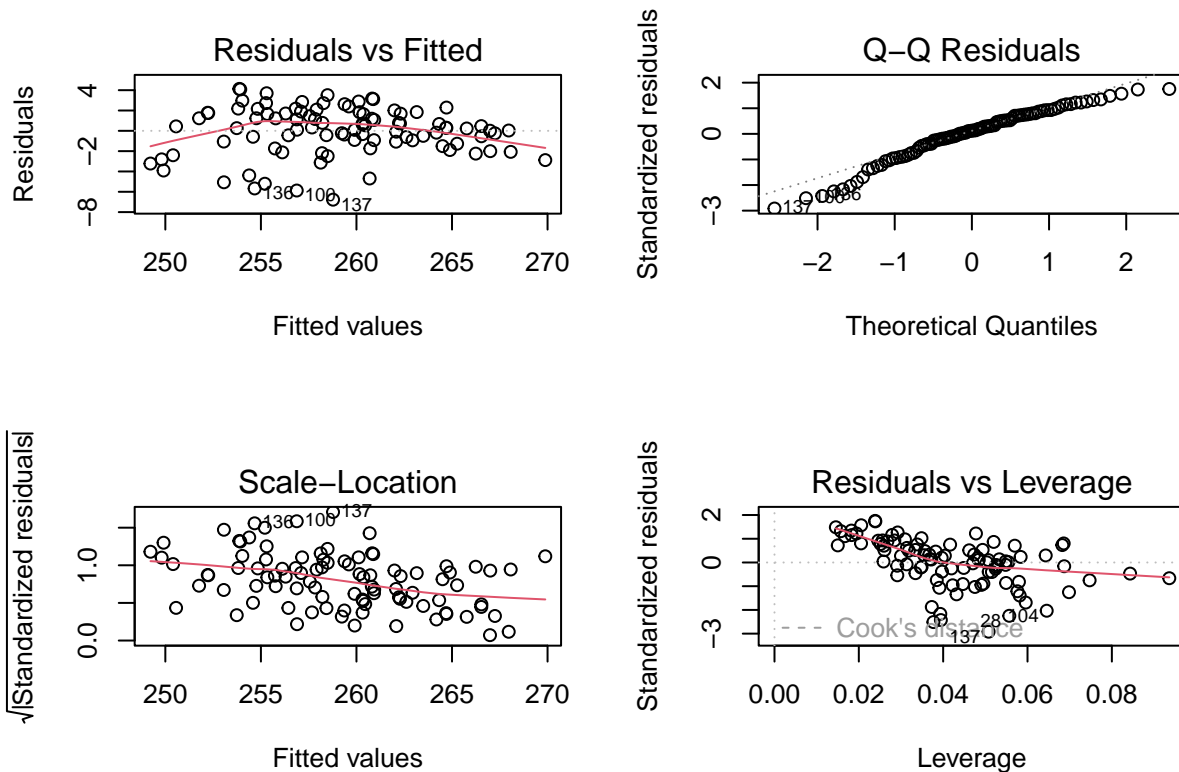 Residuals vs Fitted
Residuals
4
−2
−8
136
100
137
250 255 260 265 270
Fitted values
Q−Q Residuals
Standardized residuals
2
0
−3
137
−2 −1 0 1 2
Theoretical Quantiles
Scale−Location
√|Standardized residuals|
1.0
0.0
136
100
137
250 255 260 265 270
Fitted values
Residuals vs Leverage
Standardized residuals
2
0
−3
Cook's distance
28
104
137
0.00 0.02 0.04 0.06 0.08
Leverage